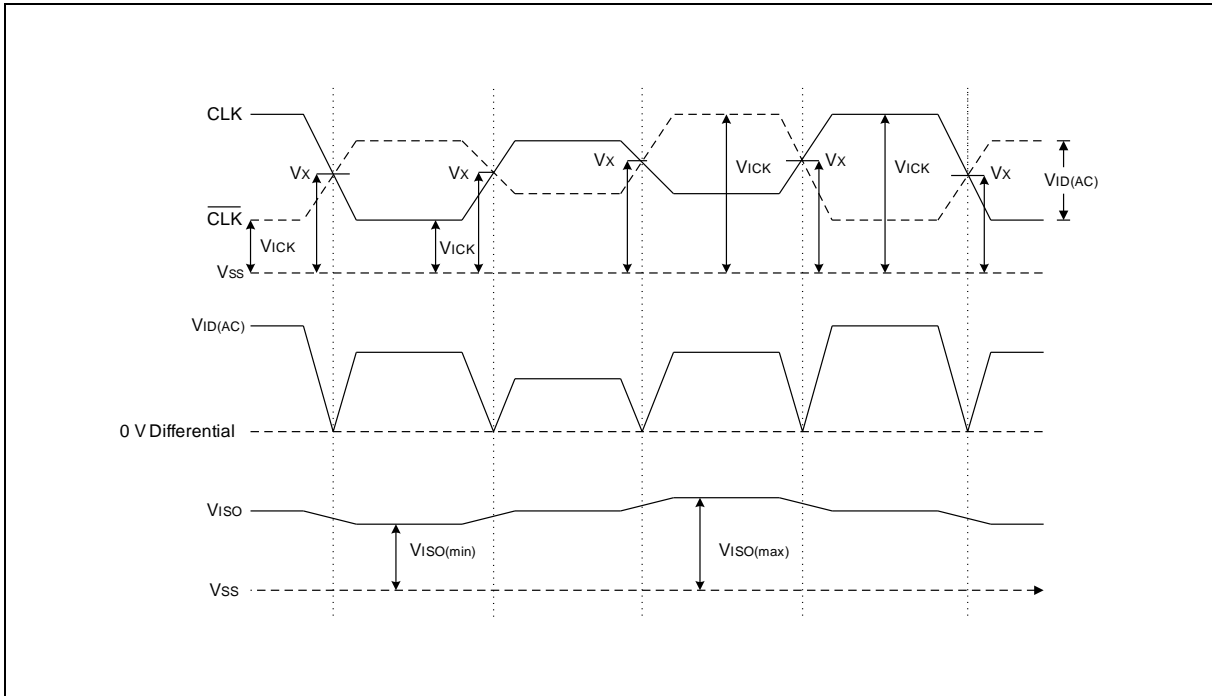 CLK
VX
VX
VX
VICK
VX
VICK
VX
VID(AC)
CLK
VICK
VICK
VSS
VID(AC)
0 V Differential
VISO
VISO(min)
VISO(max)
VSS